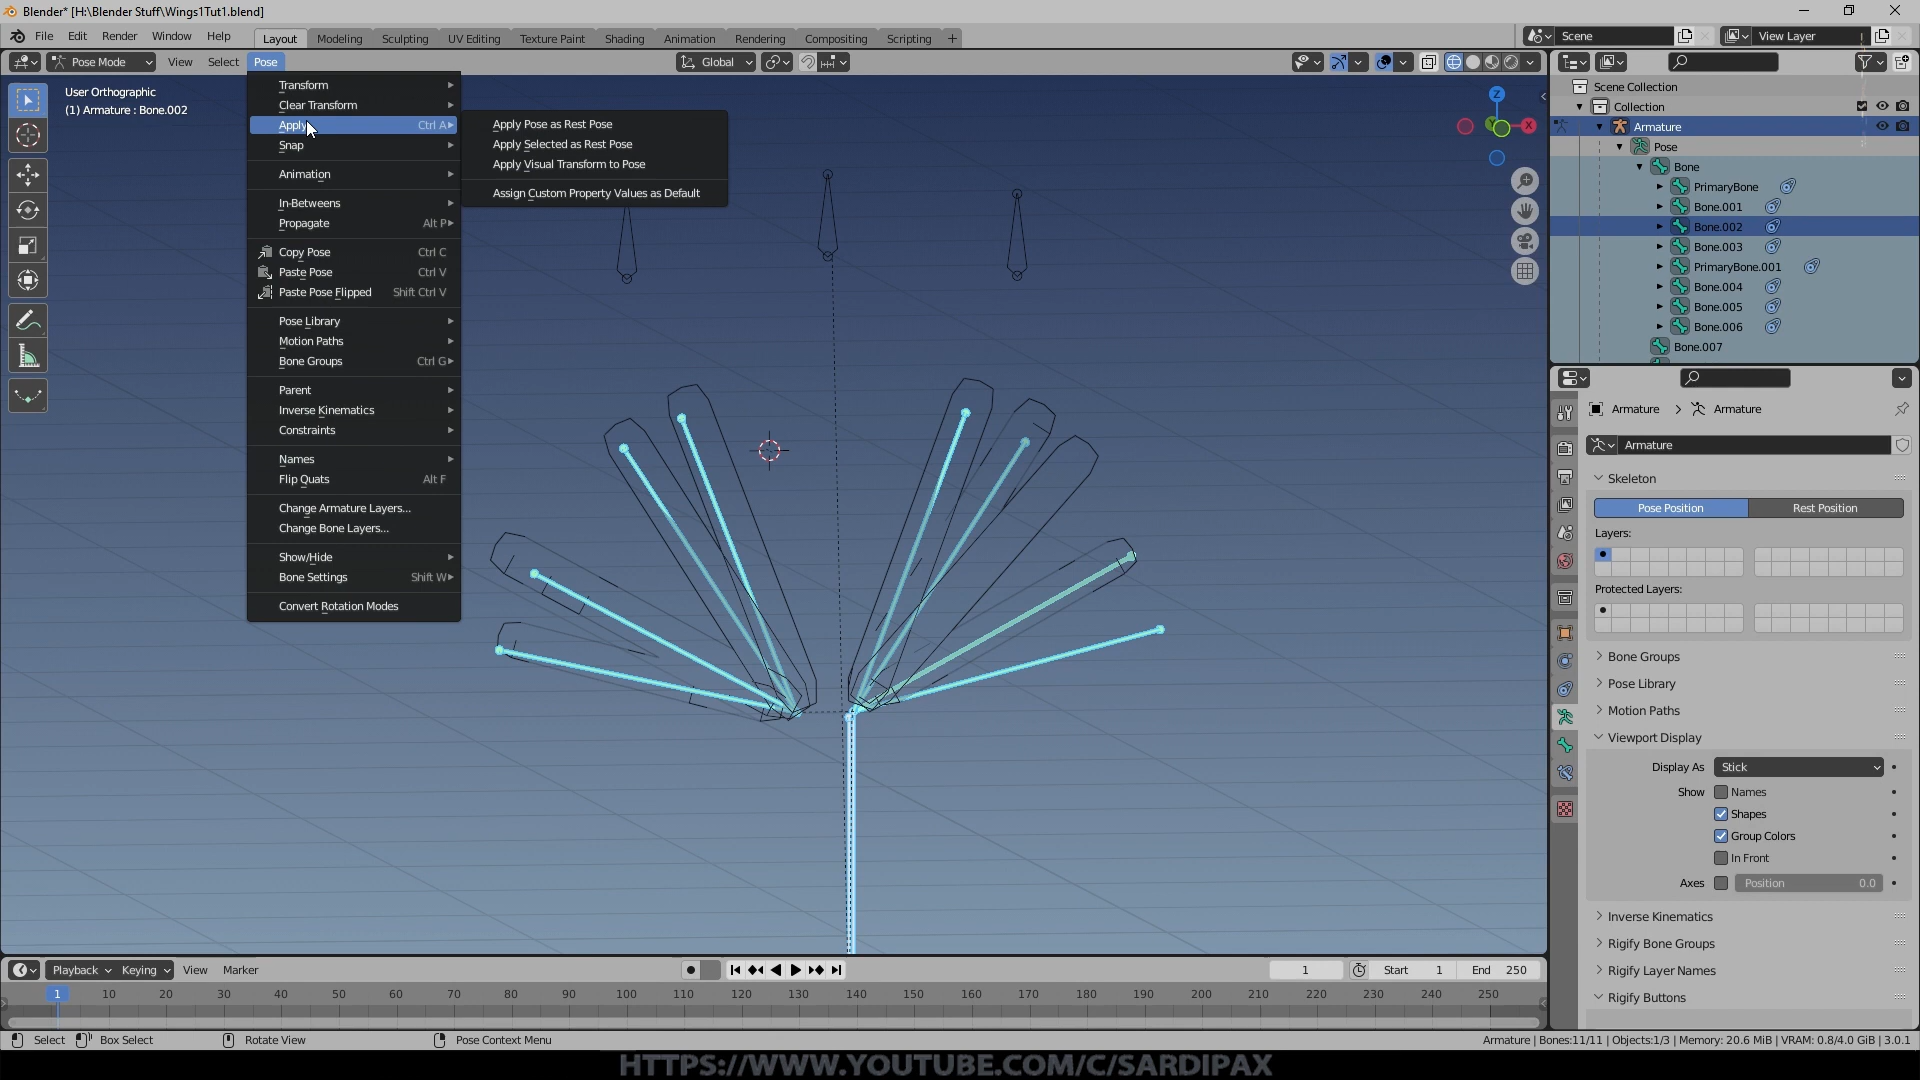 Blender* [H:\Blender Stuff\Wings1Tut1.blend]
File Edit Render Window Help
Layout Modeling Sculpting UV Editing Texture Paint Shading Animation Rendering Compositing Scripting +
Scene
View Layer
Pose Mode View Select Pose
Global
User Orthographic
(1) Armature : Bone.002
Transform
Clear Transform
Apply Ctrl A
Snap
Animation
In-Betweens
Propagate Alt P
Copy Pose Ctrl C
Paste Pose Ctrl V
Paste Pose Flipped Shift Ctrl V
Pose Library
Motion Paths
Bone Groups Ctrl G
Parent
Inverse Kinematics
Constraints
Names
Flip Quats Alt F
Change Armature Layers...
Change Bone Layers...
Show/Hide
Bone Settings Shift W
Convert Rotation Modes
Apply Pose as Rest Pose
Apply Selected as Rest Pose
Apply Visual Transform to Pose
Assign Custom Property Values as Default
Z
Y
X
Scene Collection
Collection
Armature
Pose
Bone
PrimaryBone
Bone.001
Bone.002
Bone.003
PrimaryBone.001
Bone.004
Bone.005
Bone.006
Bone.007
Armature > Armature
Armature
Skeleton
Pose Position Rest Position
Layers:
Protected Layers:
Bone Groups
Pose Library
Motion Paths
Viewport Display
Display As Stick
Show Names
Shapes
Group Colors
In Front
Axes Position 0.0
Inverse Kinematics
Rigify Bone Groups
Rigify Layer Names
Rigify Buttons
Playback Keying View Marker
1 Start 1 End 250
1 10 20 30 40 50 60 70 80 90 100 110 120 130 140 150 160 170 180 190 200 210 220 230 240 250
Select Box Select Rotate View Pose Context Menu
Armature | Bones:11/11 | Objects:1/3 | Memory: 20.6 MiB | VRAM: 0.8/4.0 GiB | 3.0.1
HTTPS://WWW.YOUTUBE.COM/C/SARDIPAX